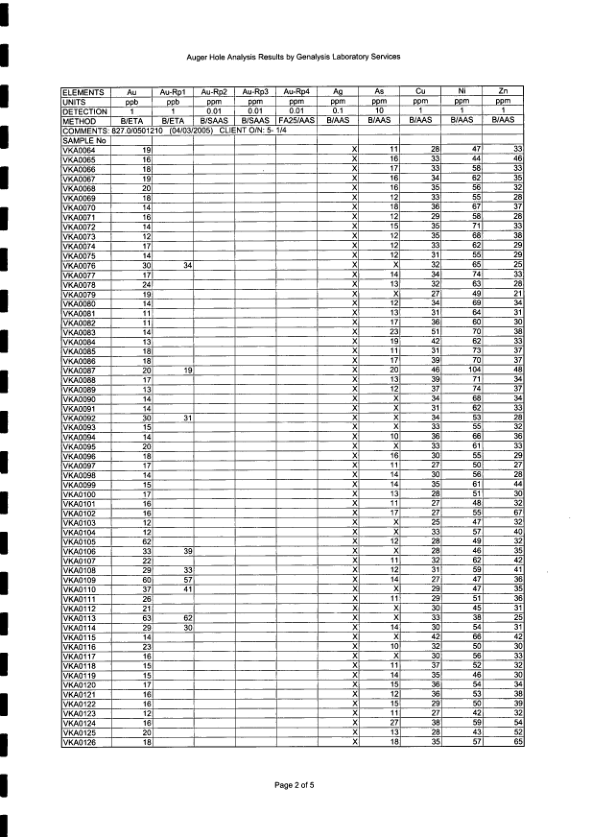 Auger Hole Analysis Results by Genalysis Laboratory Services
ELEMENTS Au Au-Rp1 Au-Rp2 Au-Rp3 Au-Rp4 Ag As Cu Ni Zn
UNITS ppb ppb ppm ppm ppm ppm ppm ppm ppm ppm
DETECTION 1 1 0.01 0.01 0.01 0.1 10 1 1 1
METHOD B/ETA B/ETA B/SAAS B/SAAS FA25/AAS B/AAS B/AAS B/AAS B/AAS B/AAS
COMMENTS: 827.0/0501210 (04/03/2005) CLIENT O/N: 5- 1/4
SAMPLE No
VKA0064 19 X 11 28 47 33
VKA0065 16 X 16 33 44 46
VKA0066 18 X 17 33 58 33
VKA0067 19 X 16 34 62 35
VKA0068 20 X 16 35 56 32
VKA0069 18 X 12 33 55 28
VKA0070 14 X 18 36 67 37
VKA0071 16 X 12 29 58 28
VKA0072 14 X 15 35 71 33
VKA0073 12 X 12 35 68 38
VKA0074 17 X 12 33 62 29
VKA0075 14 X 12 31 55 29
VKA0076 30 34 X X 32 65 25
VKA0077 17 X 14 34 74 33
VKA0078 24 X 13 32 63 28
VKA0079 19 X X 27 49 21
VKA0080 14 X 12 34 69 34
VKA0081 11 X 13 31 64 31
VKA0082 11 X 17 36 60 30
VKA0083 14 X 23 51 70 38
VKA0084 13 X 19 42 62 33
VKA0085 18 X 11 31 73 37
VKA0086 18 X 17 39 70 37
VKA0087 20 19 X 20 46 104 48
VKA0088 17 X 13 39 71 34
VKA0089 13 X 12 37 74 37
VKA0090 14 X X 34 68 34
VKA0091 14 X X 31 62 33
VKA0092 30 31 X X 34 53 28
VKA0093 15 X X 33 55 32
VKA0094 14 X 10 36 66 36
VKA0095 20 X X 33 61 33
VKA0096 18 X 16 30 55 29
VKA0097 17 X 11 27 50 27
VKA0098 14 X 14 30 56 28
VKA0099 15 X 14 35 61 44
VKA0100 17 X 13 28 51 30
VKA0101 16 X 11 27 48 32
VKA0102 16 X 17 27 55 67
VKA0103 12 X X 25 47 32
VKA0104 12 X X 33 57 40
VKA0105 62 X 12 28 49 32
VKA0106 33 39 X X 28 46 35
VKA0107 22 X 11 32 62 42
VKA0108 29 33 X 12 31 59 41
VKA0109 60 57 X 14 27 47 36
VKA0110 37 41 X X 29 47 35
VKA0111 26 X 11 29 51 36
VKA0112 21 X X 30 45 31
VKA0113 63 62 X X 33 38 25
VKA0114 29 30 X 14 30 54 31
VKA0115 14 X X 42 66 42
VKA0116 23 X 10 32 50 30
VKA0117 16 X X 30 56 33
VKA0118 15 X 11 37 52 32
VKA0119 15 X 14 35 46 30
VKA0120 17 X 15 36 54 34
VKA0121 16 X 12 36 53 38
VKA0122 16 X 15 29 50 39
VKA0123 12 X 11 27 42 32
VKA0124 16 X 27 38 59 54
VKA0125 20 X 13 28 43 52
VKA0126 18 X 18 35 57 65
Page 2 of 5